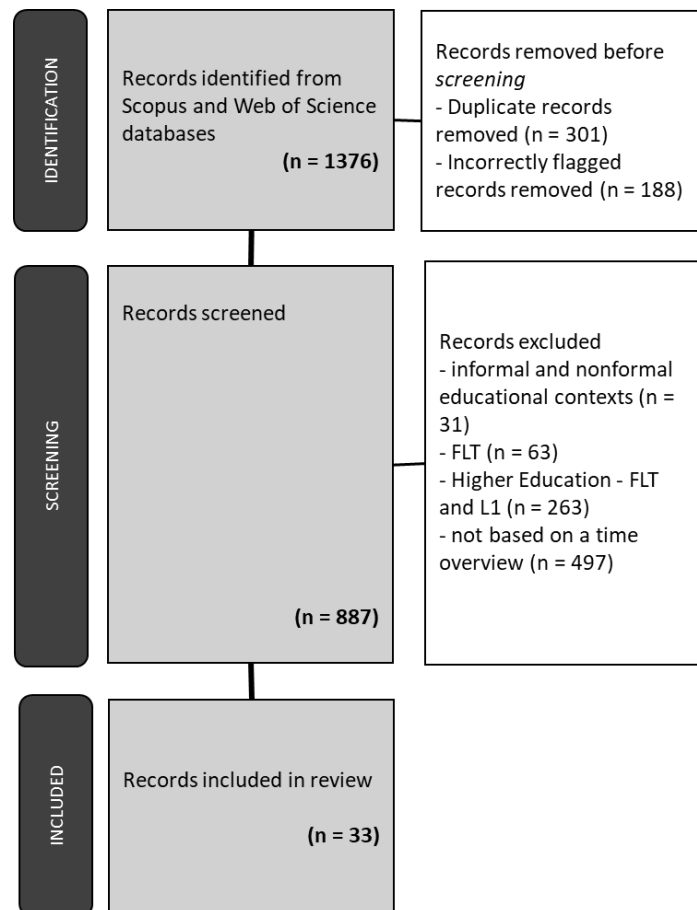 IDENTIFICATION
Records identified from
Scopus and Web of Science
databases
(n = 1376)
Records removed before
screening
- Duplicate records
removed (n = 301)
- Incorrectly flagged
records removed (n = 188)
SCREENING
Records screened
(n = 887)
Records excluded
- informal and nonformal
educational contexts (n =
31)
- FLT (n = 63)
- Higher Education - FLT
and L1 (n = 263)
- not based on a time
overview (n = 497)
INCLUDED
Records included in review
(n = 33)